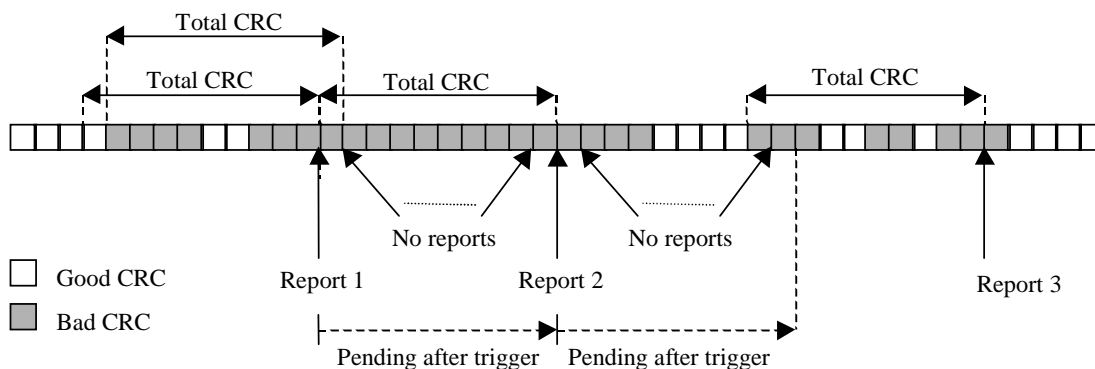 Total CRC
Total CRC
Total CRC
Total CRC
No reports
No reports
Good CRC
Bad CRC
Report 1
Report 2
Report 3
Pending after trigger
Pending after trigger